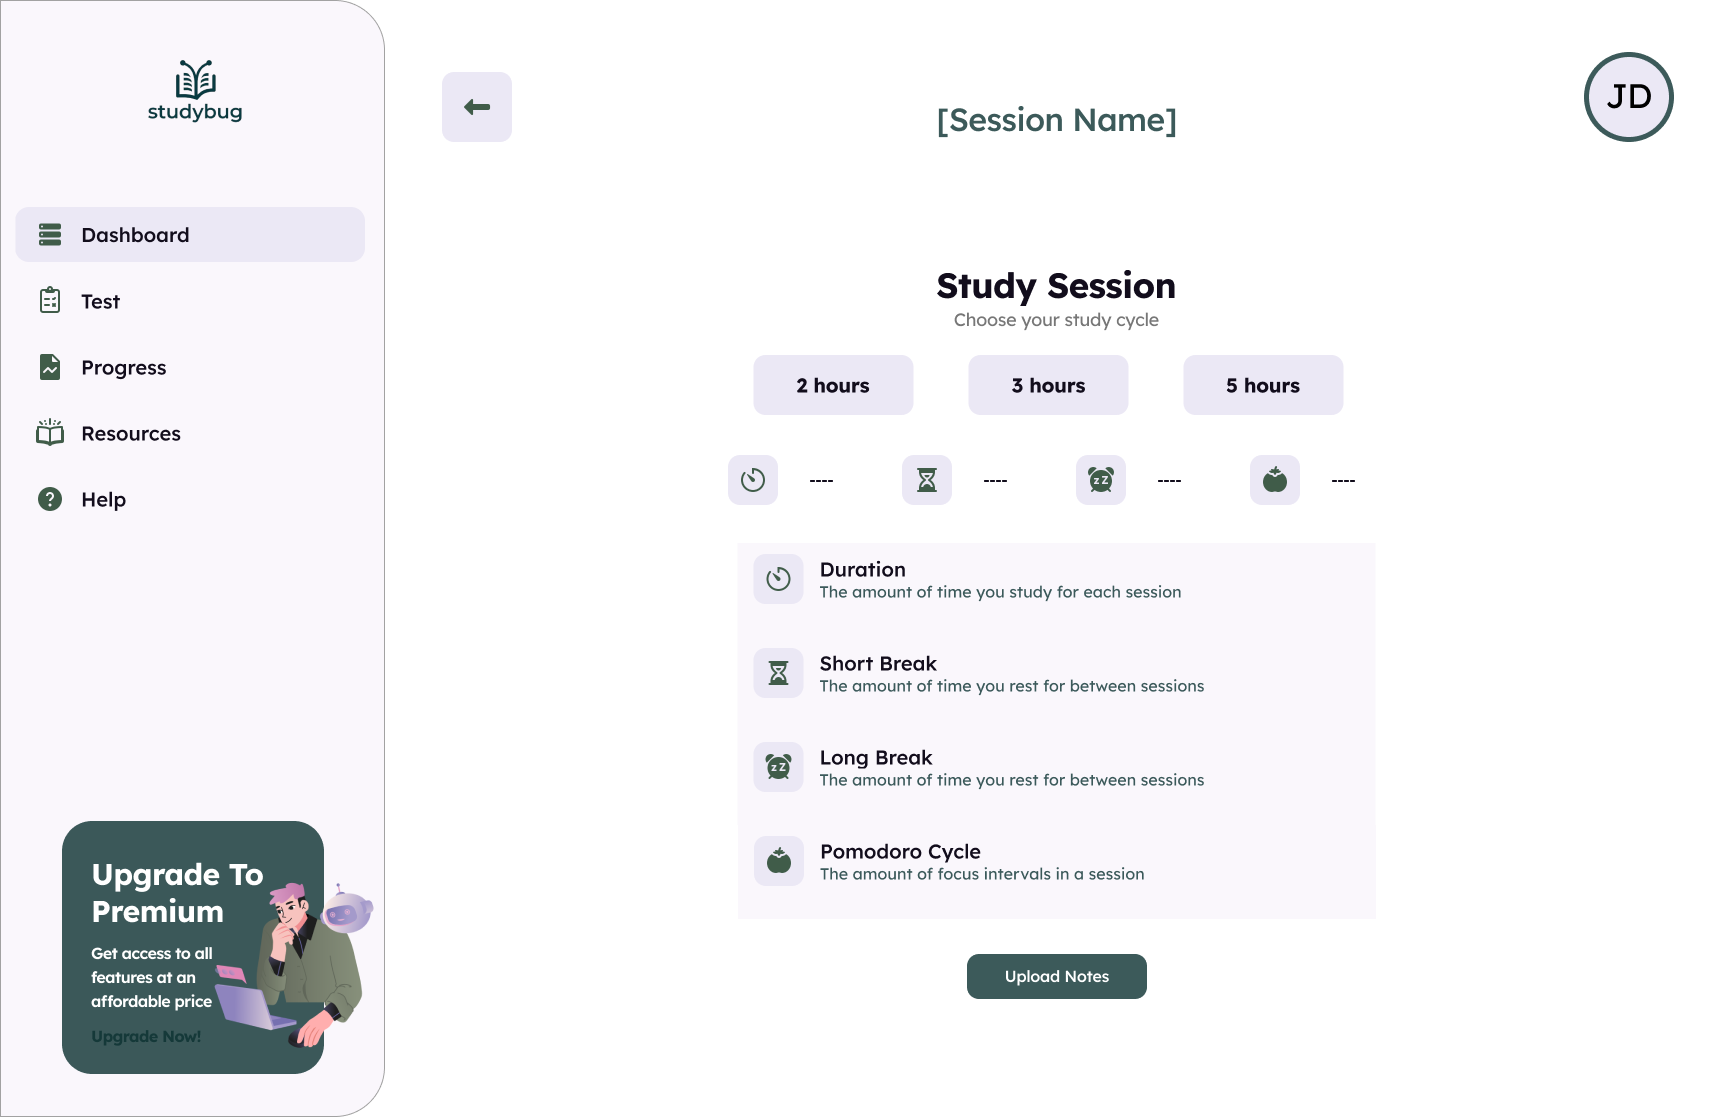 studybug
Dashboard
Test
Progress
Resources
Help
Upgrade To
Premium
Get access to all
features at an
affordable price
Upgrade Now!
[Session Name]
JD
Study Session
Choose your study cycle
2 hours
3 hours
5 hours
----
----
zZ
----
----
Duration
The amount of time you study for each session
Short Break
The amount of time you rest for between sessions
zZ
Long Break
The amount of time you rest for between sessions
Pomodoro Cycle
The amount of focus intervals in a session
Upload Notes